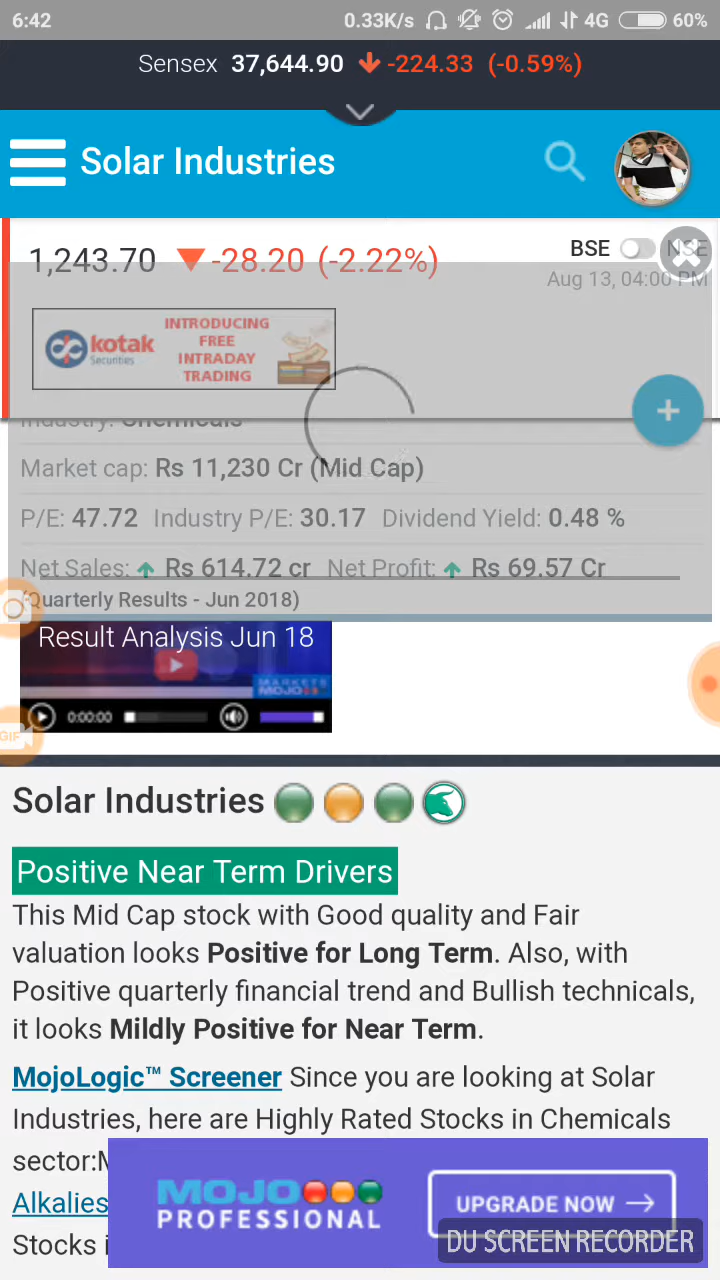 6:42 0.33K/s 4G 60%
Sensex 37,644.90 -224.33 (-0.59%)
Solar Industries
1,243.70 -28.20 (-2.22%) BSE NSE
Aug 13, 04:00 PM
kotak Securities
INTRODUCING
FREE
INTRADAY
TRADING
Industry: Chemicals
Market cap: Rs 11,230 Cr (Mid Cap)
P/E: 47.72 Industry P/E: 30.17 Dividend Yield: 0.48 %
Net Sales: Rs 614.72 cr Net Profit: Rs 69.57 Cr
(Quarterly Results - Jun 2018)
Result Analysis Jun 18
MARKETS
MOJO
0:00:00
GIF
Solar Industries
Positive Near Term Drivers
This Mid Cap stock with Good quality and Fair
valuation looks Positive for Long Term. Also, with
Positive quarterly financial trend and Bullish technicals,
it looks Mildly Positive for Near Term.
MojoLogic™ Screener Since you are looking at Solar
Industries, here are Highly Rated Stocks in Chemicals
sector:
Alkalies
Stocks
MOJO
PROFESSIONAL
UPGRADE NOW →
DU SCREEN RECORDER